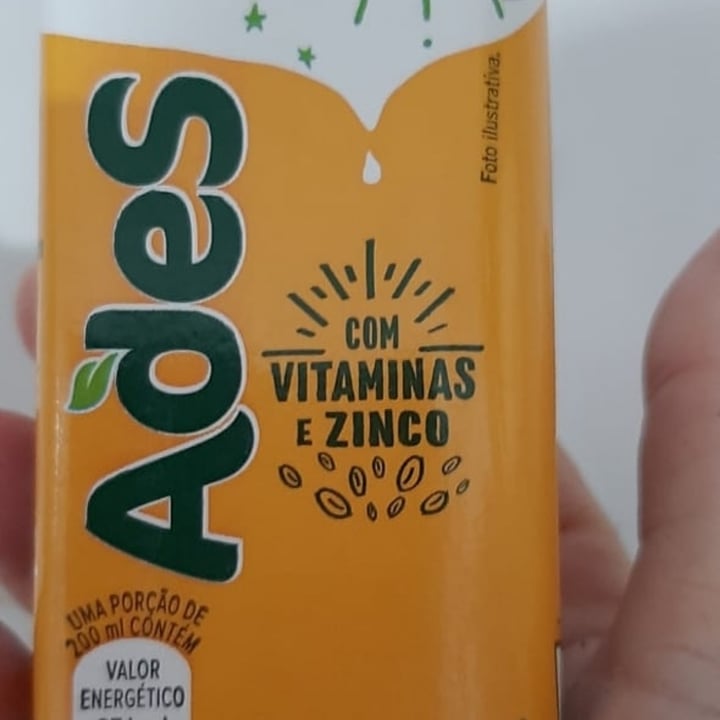 Foto ilustrativa.
AdeS
COM
VITAMINAS
E ZINCO
UMA PORÇÃO DE
200 ml CONTÉM
VALOR
ENERGÉTICO